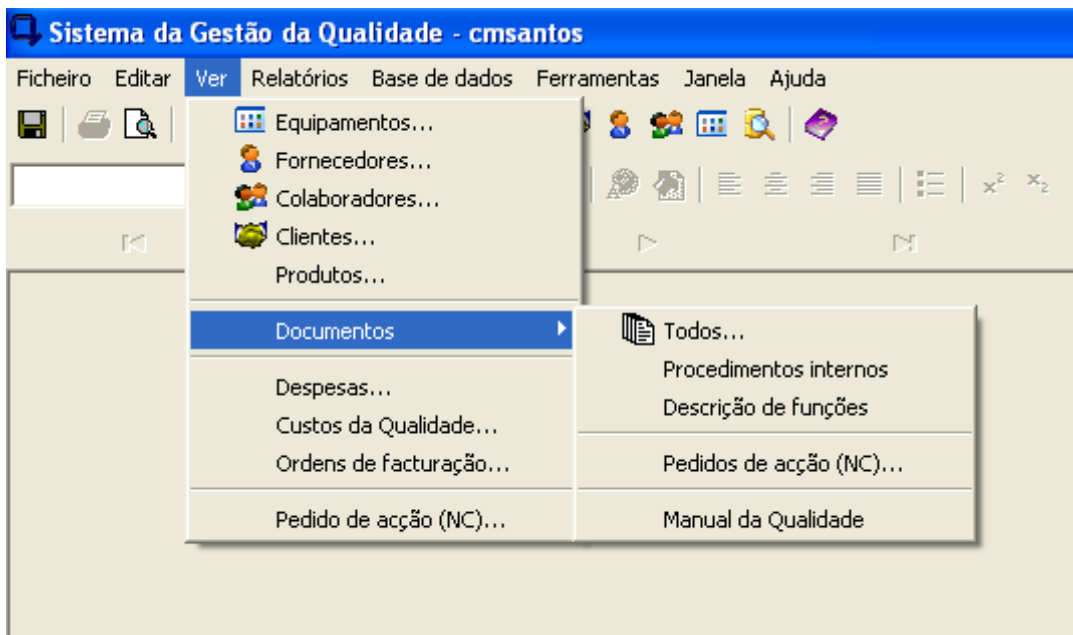 Sistema da Gestão da Qualidade - cmsantos
Ficheiro Editar Ver Relatórios Base de dados Ferramentas Janela Ajuda
Equipamentos...
Fornecedores...
Colaboradores...
Clientes...
Produtos...
Documentos
Despesas...
Custos da Qualidade...
Ordens de facturação...
Pedido de acção (NC)...
Todos...
Procedimentos internos
Descrição de funções
Pedidos de acção (NC)...
Manual da Qualidade